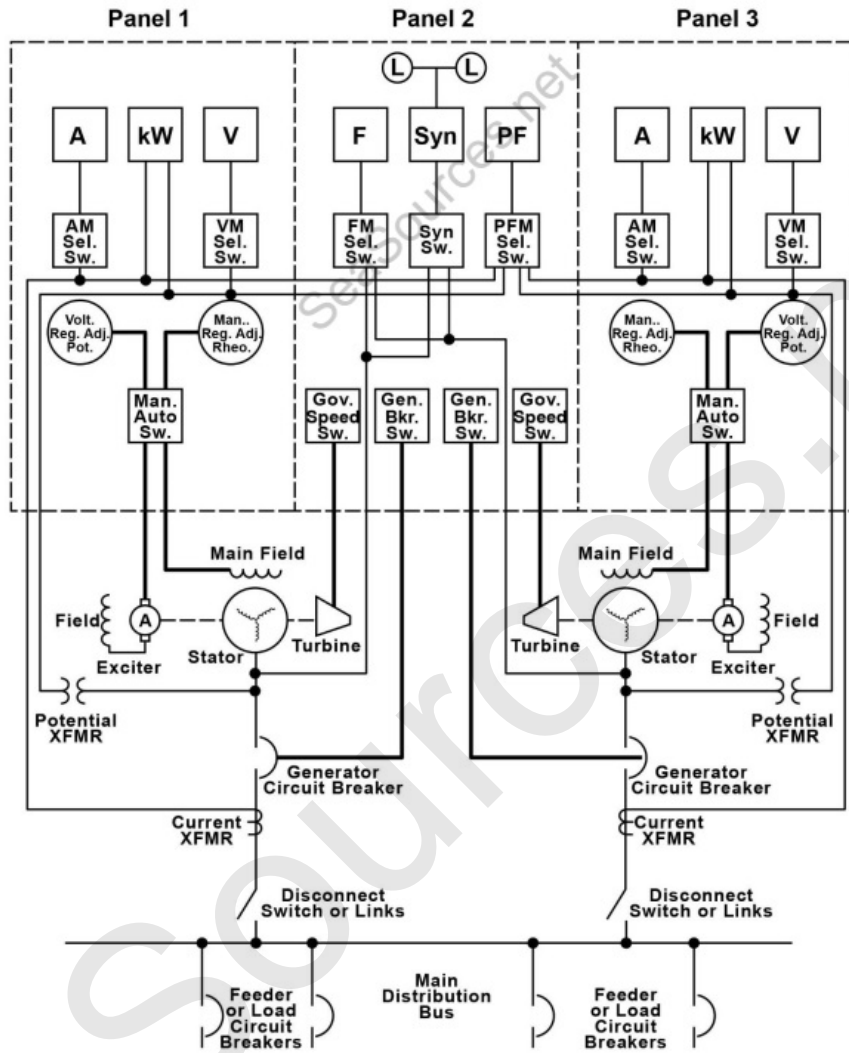 Panel 1
Panel 2
Panel 3
L
L
A
kW
V
F
Syn
PF
A
kW
V
AM
Sel.
Sw.
VM
Sel.
Sw.
FM
Sel.
Sw.
Syn
Sw.
PFM
Sel.
Sw.
AM
Sel.
Sw.
VM
Sel.
Sw.
Volt.
Reg. Adj.
Pot.
Man..
Reg. Adj.
Rheo.
Man..
Reg. Adj.
Rheo.
Volt.
Reg. Adj.
Pot.
Man.
Auto
Sw.
Gov.
Speed
Sw.
Gen.
Bkr.
Sw.
Gen.
Bkr.
Sw.
Gov.
Speed
Sw.
Man.
Auto
Sw.
Main Field
Main Field
Field
A
Exciter
Stator
Turbine
Turbine
Stator
A
Field
Exciter
Potential
XFMR
Potential
XFMR
Generator
Circuit Breaker
Generator
Circuit Breaker
Current
XFMR
Current
XFMR
Disconnect
Switch or Links
Disconnect
Switch or Links
Feeder
or Load
Circuit
Breakers
Main
Distribution
Bus
Feeder
or Load
Circuit
Breakers
SeaSources.net
Sources.n